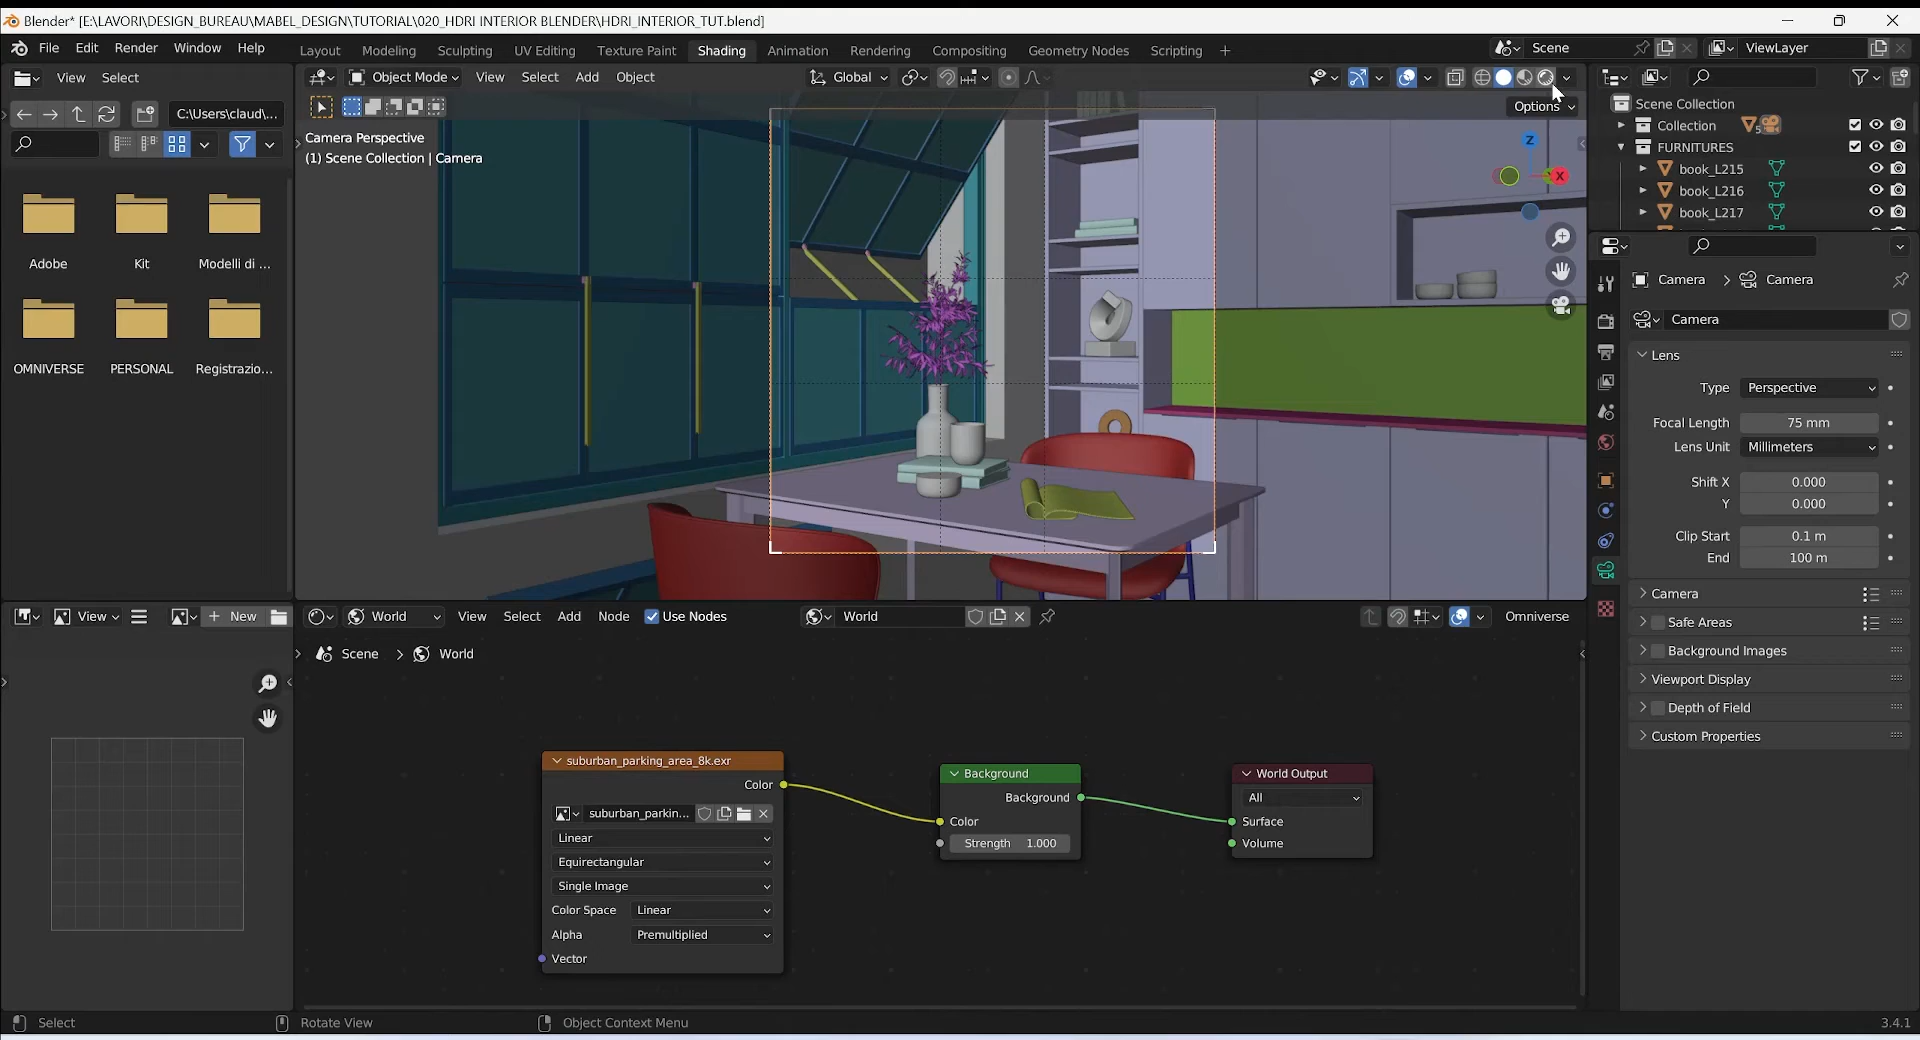 Blender* [E:\LAVORI\DESIGN_BUREAU\MABEL_DESIGN\TUTORIAL\020_HDRI INTERIOR BLENDER\HDRI_INTERIOR_TUT.blend]
File Edit Render Window Help Layout Modeling Sculpting UV Editing Texture Paint Shading Animation Rendering Compositing Geometry Nodes Scripting + Scene ViewLayer
View Select Object Mode View Select Add Object Global
C:\Users\claud\... Options
Camera Perspective
(1) Scene Collection | Camera
Z
X
Adobe Kit Modelli di ...
OMNIVERSE PERSONAL Registrazio...
Scene Collection
Collection 5
FURNITURES
book_L215
book_L216
book_L217
Camera > Camera
Camera
Lens
Type Perspective
Focal Length 75 mm
Lens Unit Millimeters
Shift X 0.000
Y 0.000
Clip Start 0.1 m
End 100 m
Camera
Safe Areas
Background Images
Viewport Display
Depth of Field
Custom Properties
View + New World View Select Add Node Use Nodes World Omniverse
Scene > World
suburban_parking_area_8k.exr
Color
suburban_parkin...
Linear
Equirectangular
Single Image
Color Space Linear
Alpha Premultiplied
Vector
Background
Background
Color
Strength 1.000
World Output
All
Surface
Volume
Select Rotate View Object Context Menu 3.4.1